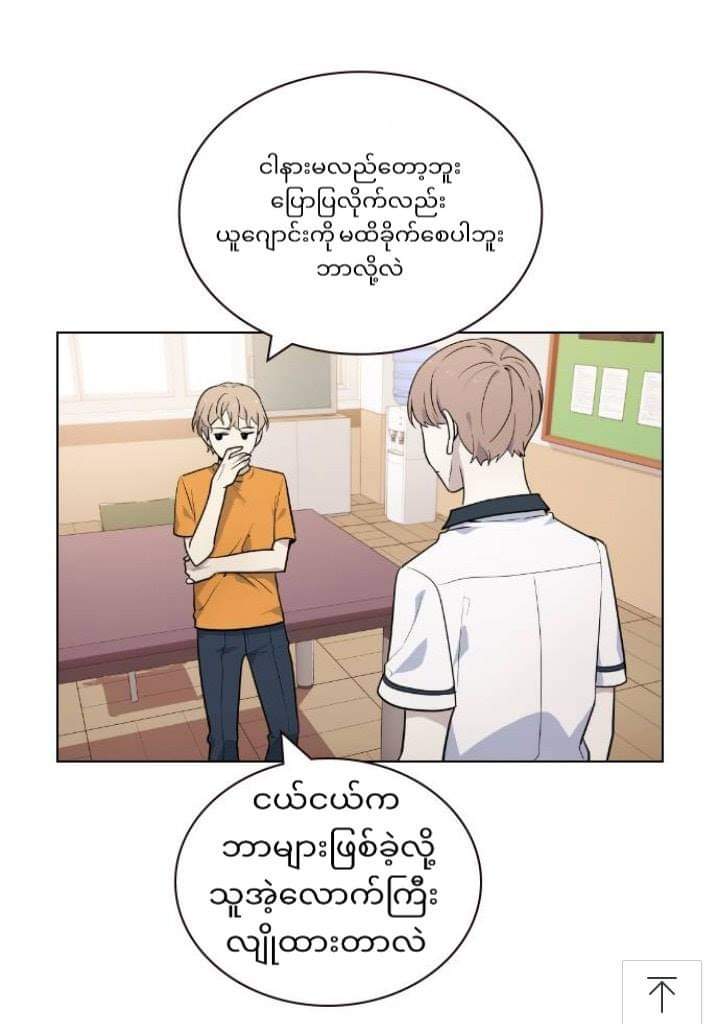 ငါနားမလည်တော့ဘူး
ပြောပြလိုက်လည်း
ယူဂျောင်းကို မထိခိုက်စေပါဘူး
ဘာလို့လဲ
ငယ်ငယ်က
ဘာများဖြစ်ခဲ့လို့
သူအဲ့လောက်ကြီး
လျှိုထားတာလဲ